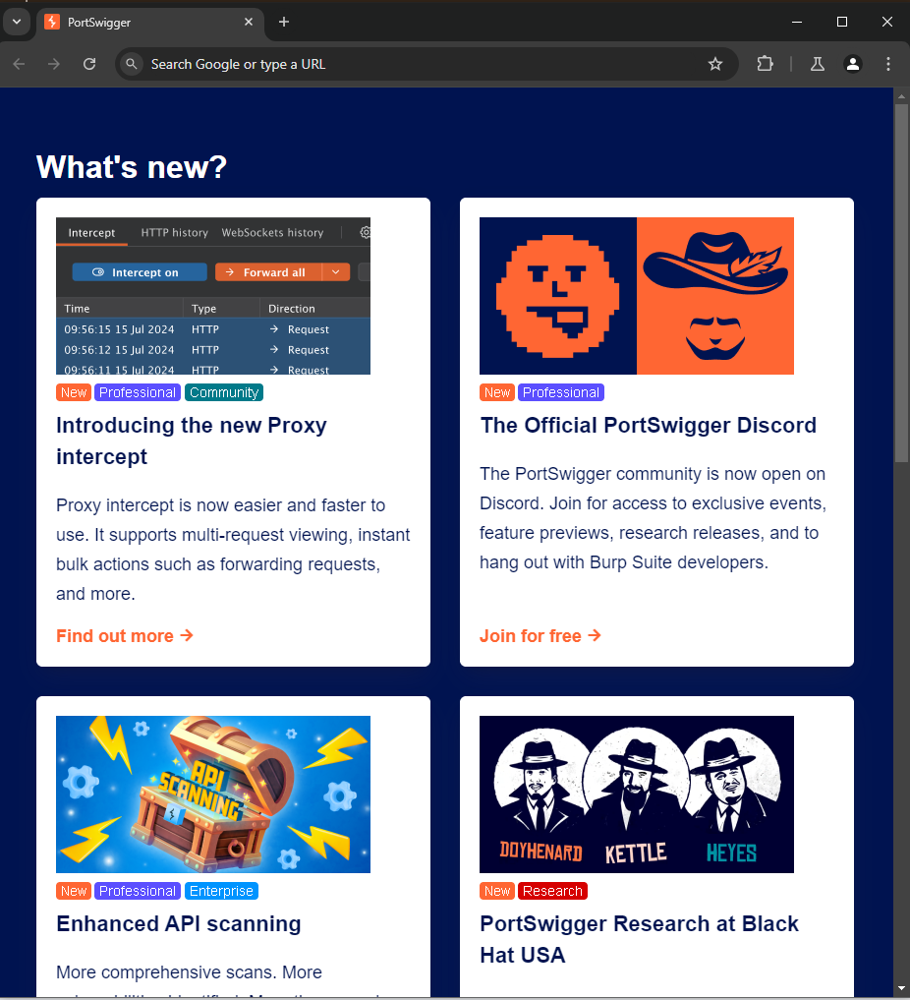 PortSwigger
Search Google or type a URL
What's new?
Intercept HTTP history WebSockets history
Intercept on Forward all
Time Type Direction
09:56:15 15 Jul 2024 HTTP → Request
09:56:12 15 Jul 2024 HTTP → Request
09:56:11 15 Jul 2024 HTTP → Request
New Professional Community
Introducing the new Proxy
intercept
Proxy intercept is now easier and faster to
use. It supports multi-request viewing, instant
bulk actions such as forwarding requests,
and more.
Find out more →
New Professional
The Official PortSwigger Discord
The PortSwigger community is now open on
Discord. Join for access to exclusive events,
feature previews, research releases, and to
hang out with Burp Suite developers.
Join for free →
API
SCANNING
New Professional Enterprise
Enhanced API scanning
More comprehensive scans. More
DOYHENARD KETTLE HEYES
New Research
PortSwigger Research at Black
Hat USA